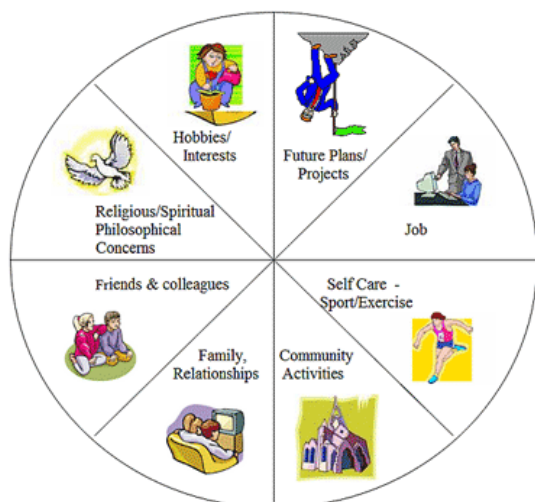 Hobbies/
Interests
Future Plans/
Projects
Religious/Spiritual
Philosophical
Concerns
Job
Friends & colleagues
Self Care -
Sport/Exercise
Family,
Relationships
Community
Activities